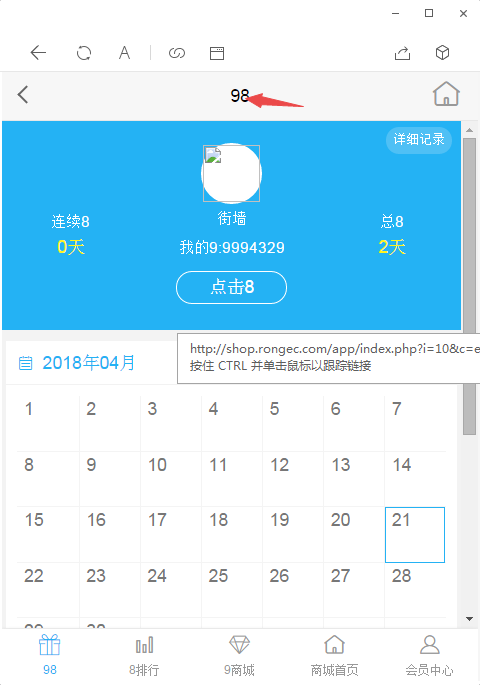 A
98
详细记录
街墙
连续8
总8
0天
我的9:9994329
2天
点击8
http://shop.rongec.com/app/index.php?i=10&c=e
按住 CTRL 并单击鼠标以跟踪链接
2018年04月
1 2 3 4 5 6 7
8 9 10 11 12 13 14
15 16 17 18 19 20 21
22 23 24 25 26 27 28
29 30
98 8排行 9商城 商城首页 会员中心